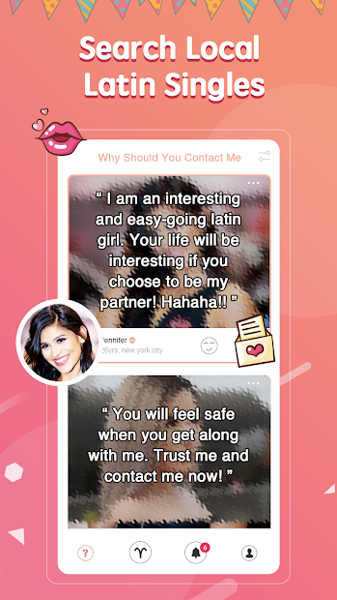 Search Local
Latin Singles
Why Should You Contact Me
“ I am an interesting
and easy-going latin
girl. Your life will be
interesting if you
choose to be my
partner! Hahaha!! ”
Jennifer
26yrs, new york city
“ You will feel safe
when you get along
with me. Trust me and
contact me now! ”
?
6